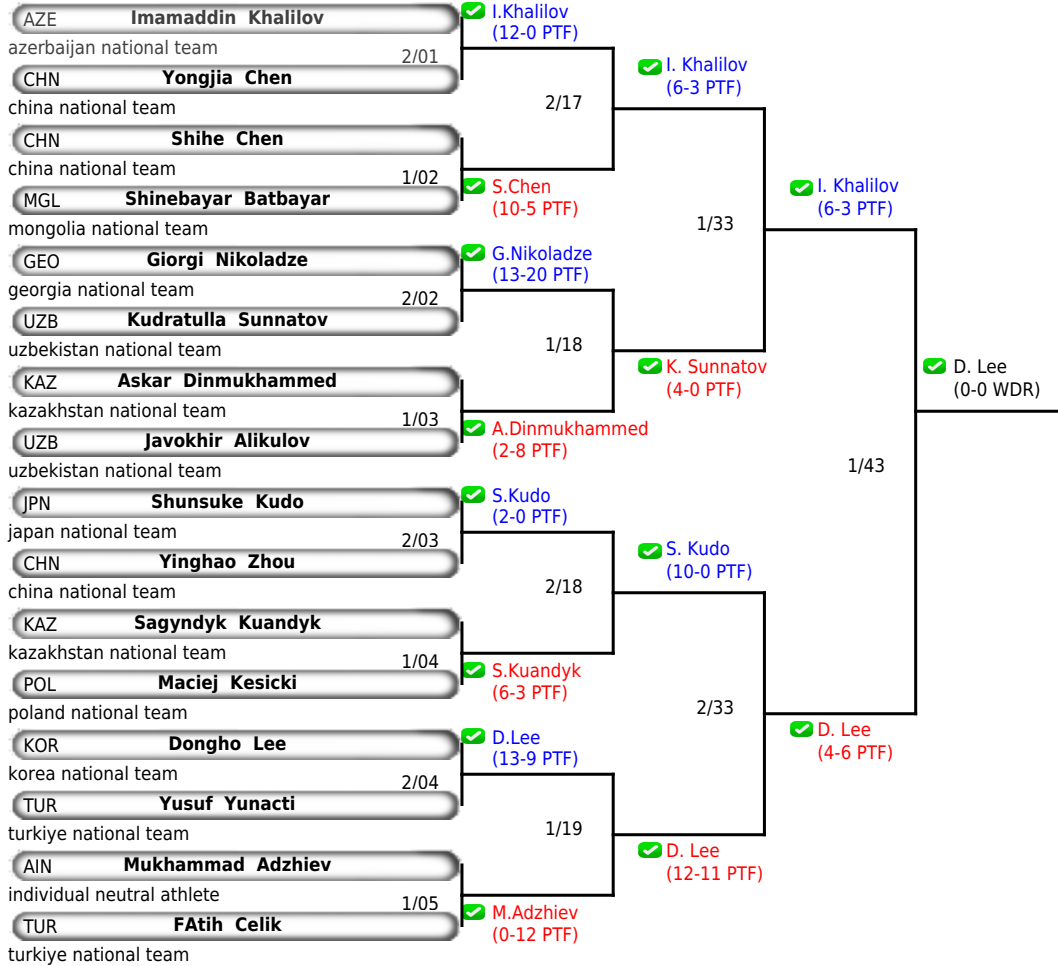 AZE Imamaddin Khalilov
azerbaijan national team
2/01
CHN Yongjia Chen
china national team
CHN Shihe Chen
china national team
1/02
MGL Shinebayar Batbayar
mongolia national team
GEO Giorgi Nikoladze
georgia national team
2/02
UZB Kudratulla Sunnatov
uzbekistan national team
KAZ Askar Dinmukhammed
kazakhstan national team
1/03
UZB Javokhir Alikulov
uzbekistan national team
JPN Shunsuke Kudo
japan national team
2/03
CHN Yinghao Zhou
china national team
KAZ Sagyndyk Kuandyk
kazakhstan national team
1/04
POL Maciej Kesicki
poland national team
KOR Dongho Lee
korea national team
2/04
TUR Yusuf Yunacti
turkiye national team
AIN Mukhammad Adzhiev
individual neutral athlete
1/05
TUR FAtih Celik
turkiye national team
I.Khalilov
(12-0 PTF)
2/17
S.Chen
(10-5 PTF)
G.Nikoladze
(13-20 PTF)
1/18
A.Dinmukhammed
(2-8 PTF)
S.Kudo
(2-0 PTF)
2/18
S.Kuandyk
(6-3 PTF)
D.Lee
(13-9 PTF)
1/19
M.Adzhiev
(0-12 PTF)
I. Khalilov
(6-3 PTF)
1/33
K. Sunnatov
(4-0 PTF)
S. Kudo
(10-0 PTF)
2/33
D. Lee
(12-11 PTF)
I. Khalilov
(6-3 PTF)
1/43
D. Lee
(4-6 PTF)
D. Lee
(0-0 WDR)